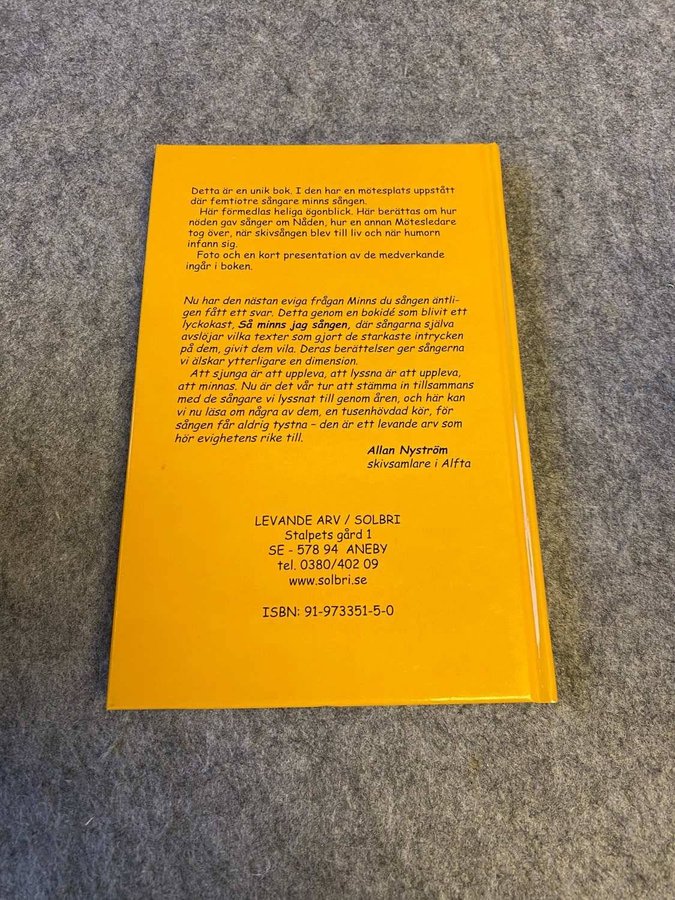 Detta är en unik bok. I den har en mötesplats uppstått
där femtiotre sångare minns sången.
Här förmedlas heliga ögonblick. Här berättas om hur
nöden gav sånger om Nåden, hur en annan Mötesledare
tog över, när skivsången blev till liv och när humorn
infann sig.
Foto och en kort presentation av de medverkande
ingår i boken.
Nu har den nästan eviga frågan Minns du sången äntli-
gen fått ett svar. Detta genom en bokidé som blivit ett
lyckokast, Så minns jag sången, där sångarna själva
avslöjar vilka texter som gjort de starkaste intrycken
på dem, givit dem vila. Deras berättelser ger sångerna
vi älskar ytterligare en dimension.
Att sjunga är att uppleva, att lyssna är att uppleva,
att minnas. Nu är det vår tur att stämma in tillsammans
med de sångare vi lyssnat till genom åren, och här kan
vi nu läsa om några av dem, en tusenhövdad kör, för
sången får aldrig tystna – den är ett levande arv som
hör evighetens rike till.
Allan Nyström
skivsamlare i Alfta
LEVANDE ARV / SOLBRI
Stalpets gård 1
SE - 578 94 ANEBY
tel. 0380/402 09
www.solbri.se
ISBN: 91-973351-5-0